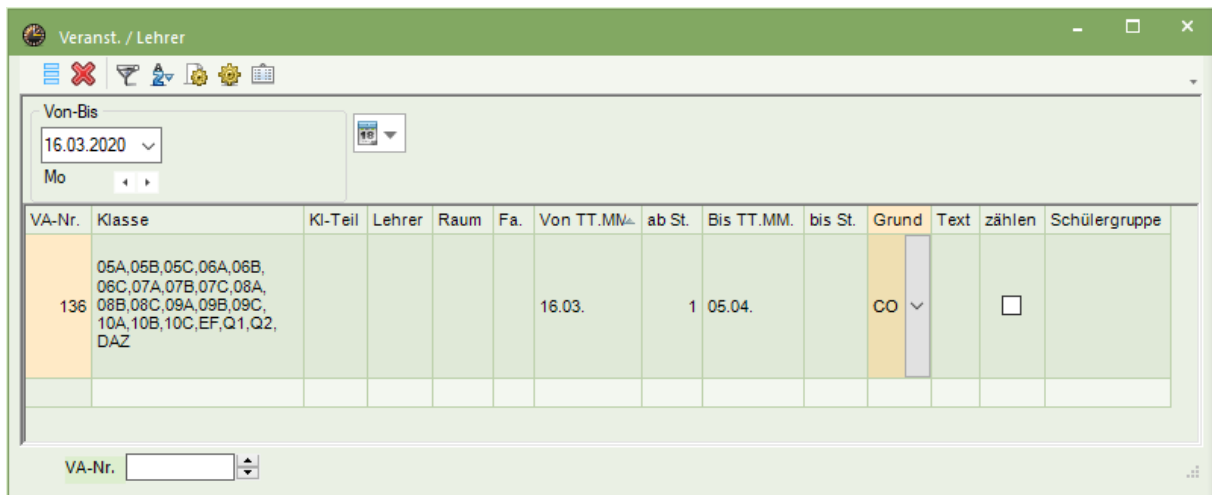 Veranst. / Lehrer
Von-Bis
16.03.2020
18
Mo
VA-Nr. Klasse Kl-Teil Lehrer Raum Fa. Von TT.MM ab St. Bis TT.MM. bis St. Grund Text zählen Schülergruppe
05A,05B,05C,06A,06B,
06C,07A,07B,07C,08A,
136 08B,08C,09A,09B,09C, 16.03. 1 05.04. CO
10A,10B,10C,EF,Q1,Q2,
DAZ
VA-Nr.